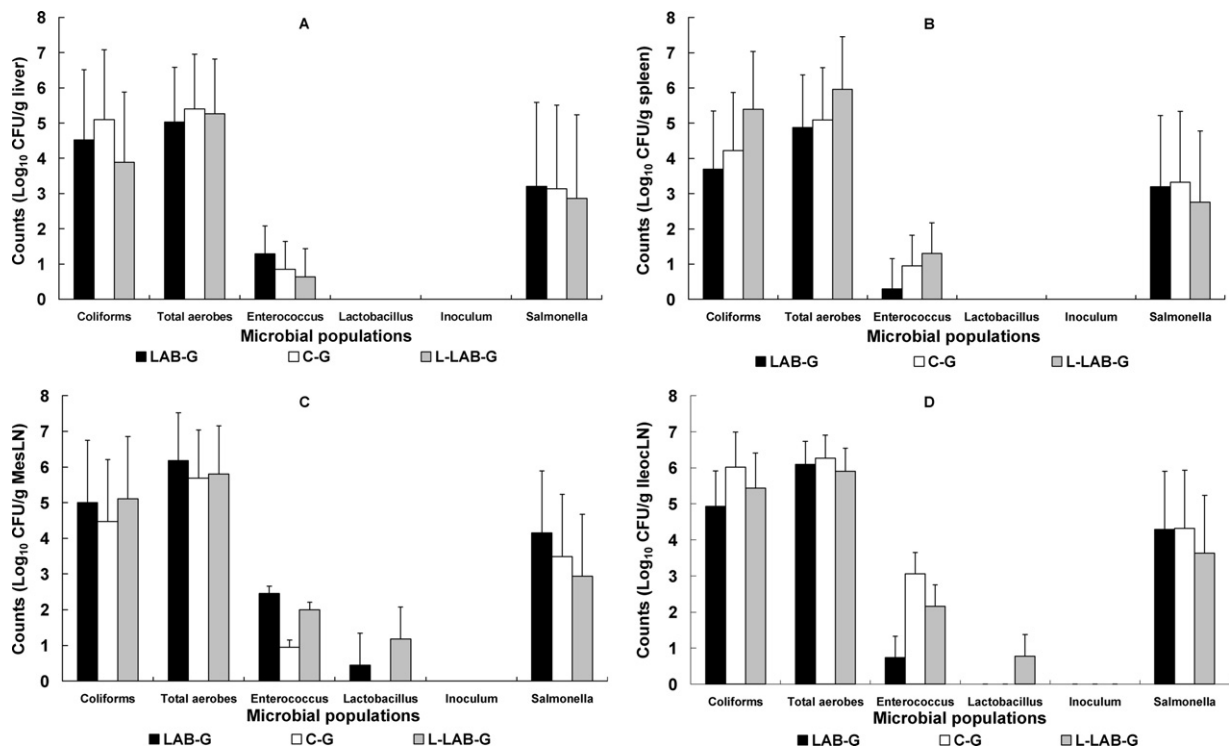 A
Counts (Log10 CFU/g liver)
8
7
6
5
4
3
2
1
0
Coliforms Total aerobes Enterococcus Lactobacillus Inoculum Salmonella
Microbial populations
LAB-G C-G L-LAB-G
B
Counts (Log10 CFU/g spleen)
8
7
6
5
4
3
2
1
0
Coliforms Total aerobes Enterococcus Lactobacillus Inoculum Salmonella
Microbial populations
LAB-G C-G L-LAB-G
C
Counts (Log10 CFU/g MesLN)
8
7
6
5
4
3
2
1
0
Coliforms Total aerobes Enterococcus Lactobacillus Inoculum Salmonella
Microbial populations
LAB-G C-G L-LAB-G
D
Counts (Log10 CFU/g IleocLN)
8
7
6
5
4
3
2
1
0
Coliforms Total aerobes Enterococcus Lactobacillus Inoculum Salmonella
Microbial populations
LAB-G C-G L-LAB-G